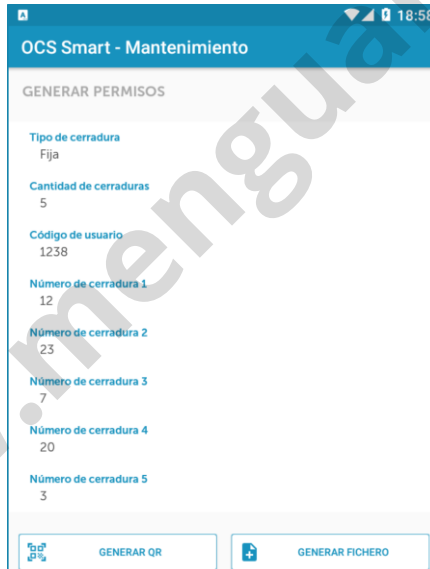 18:58
OCS Smart - Mantenimiento
GENERAR PERMISOS
Tipo de cerradura
Fija
Cantidad de cerraduras
5
Código de usuario
1238
Número de cerradura 1
12
Número de cerradura 2
23
Número de cerradura 3
7
Número de cerradura 4
20
Número de cerradura 5
3
GENERAR QR
GENERAR FICHERO
.menguar